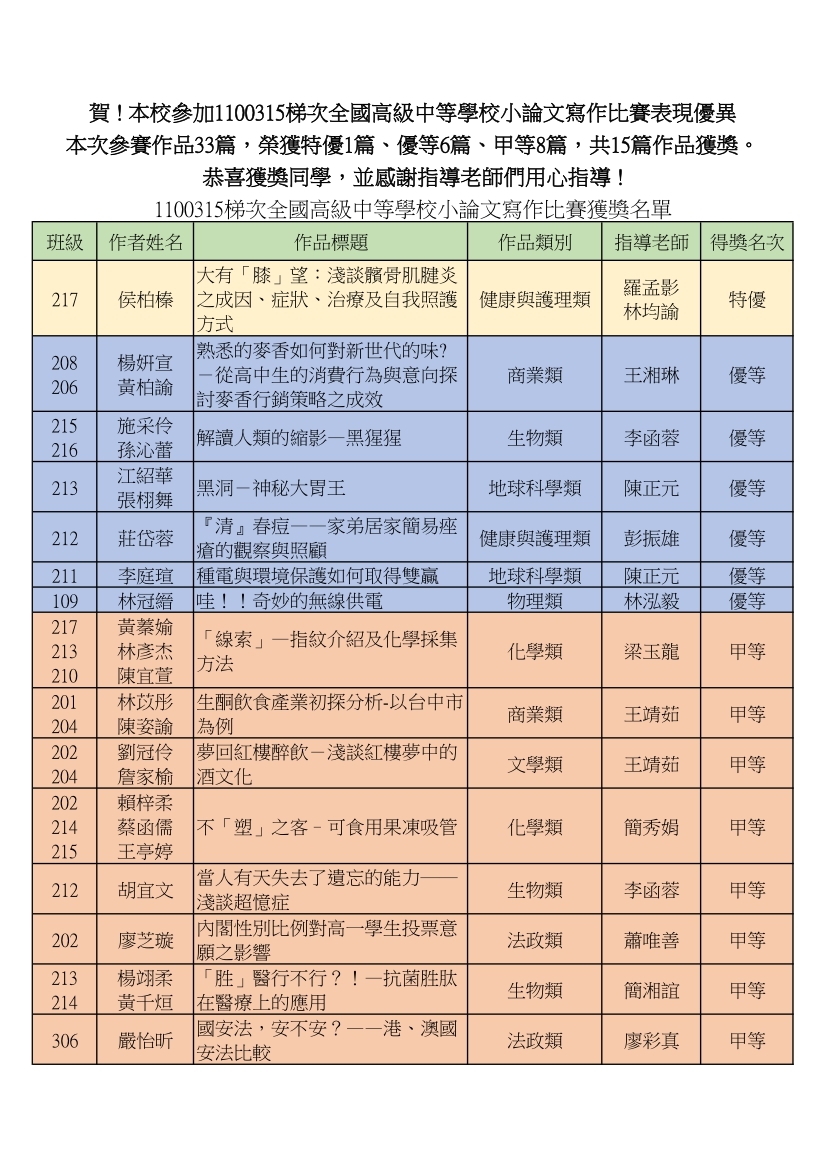 賀！本校參加1100315梯次全國高級中等學校小論文寫作比賽表現優異
本次參賽作品33篇，榮獲特優1篇、優等6篇、甲等8篇，共15篇作品獲獎。
恭喜獲獎同學，並感謝指導老師們用心指導！
1100315梯次全國高級中等學校小論文寫作比賽獲獎名單
班級 作者姓名 作品標題 作品類別 指導老師 得獎名次
217 侯柏榛 大有「膝」望：淺談髕骨肌腱炎
之成因、症狀、治療及自我照護
方式 健康與護理類 羅孟影
林均諭 特優
208
206 楊妍宣
黃柏諭 熟悉的麥香如何對新世代的味?
－從高中生的消費行為與意向探
討麥香行銷策略之成效 商業類 王湘琳 優等
215
216 施采伶
孫沁蕾 解讀人類的縮影—黑猩猩 生物類 李函蓉 優等
213 江紹華
張栩舞 黑洞－神秘大胃王 地球科學類 陳正元 優等
212 莊岱蓉 『清』春痘——家弟居家簡易痤
瘡的觀察與照顧 健康與護理類 彭振雄 優等
211 李庭瑄 種電與環境保護如何取得雙贏 地球科學類 陳正元 優等
109 林冠縉 哇！！奇妙的無線供電 物理類 林泓毅 優等
217
213
210 黃蓁媮
林彥杰
陳宜萱 「線索」—指紋介紹及化學採集
方法 化學類 梁玉龍 甲等
201
204 林苡彤
陳姿諭 生酮飲食產業初探分析-以台中市
為例 商業類 王靖茹 甲等
202
204 劉冠伶
詹家榆 夢回紅樓醉飲－淺談紅樓夢中的
酒文化 文學類 王靖茹 甲等
202
214
215 賴梓柔
蔡函儒
王亭婷 不「塑」之客–可食用果凍吸管 化學類 簡秀娟 甲等
212 胡宜文 當人有天失去了遺忘的能力——
淺談超憶症 生物類 李函蓉 甲等
202 廖芝璇 內閣性別比例對高一學生投票意
願之影響 法政類 蕭唯善 甲等
213
214 楊翊柔
黃千烜 「胜」醫行不行？！—抗菌胜肽
在醫療上的應用 生物類 簡湘誼 甲等
306 嚴怡昕 國安法，安不安？——港、澳國
安法比較 法政類 廖彩真 甲等